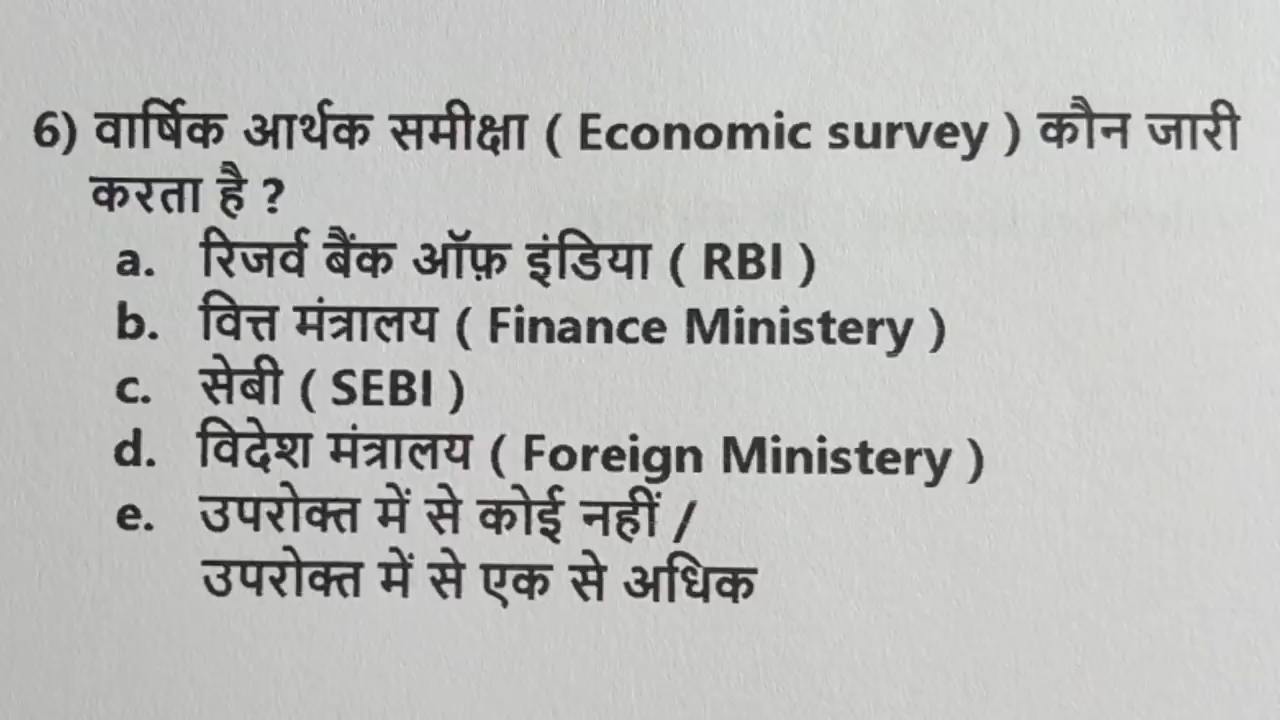 6) वार्षिक आर्थक समीक्षा ( Economic survey ) कौन जारी
करता है ?
a. रिजर्व बैंक ऑफ़ इंडिया ( RBI )
b. वित्त मंत्रालय ( Finance Ministery )
c. सेबी ( SEBI )
d. विदेश मंत्रालय ( Foreign Ministery )
e. उपरोक्त में से कोई नहीं /
उपरोक्त में से एक से अधिक